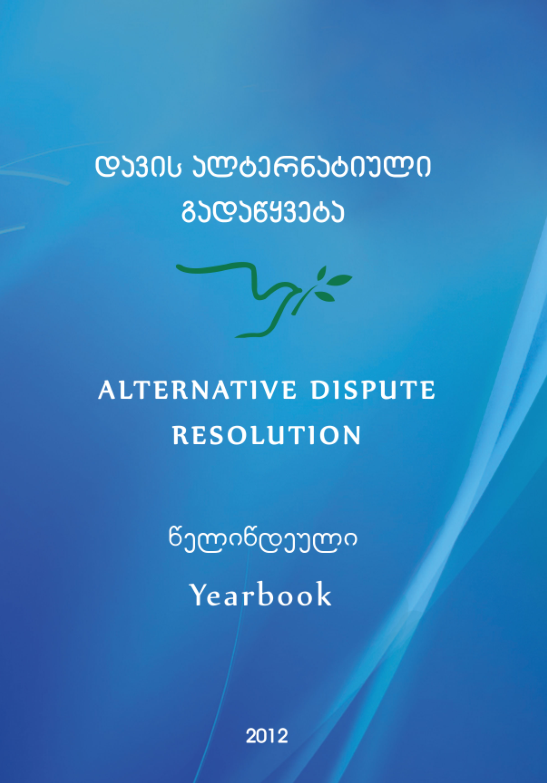 დავის ალტერნატიული
გადაწყვეტა
ALTERNATIVE DISPUTE
RESOLUTION
წელიწდეული
Yearbook
2012